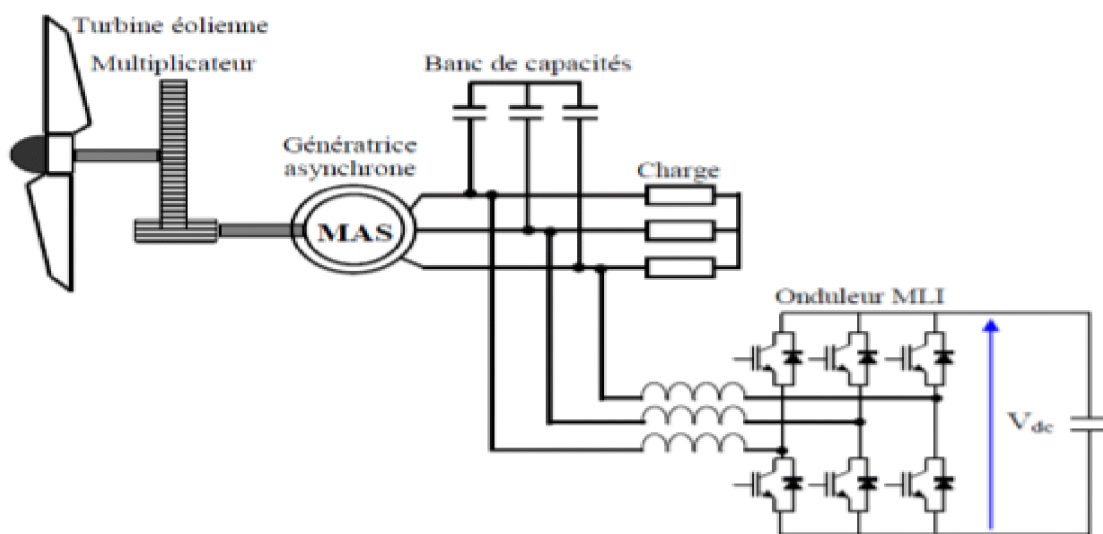 Turbine éolienne
Multiplicateur
Banc de capacités
Génératrice
asynchrone
Charge
MAS
Onduleur MLI
Vdc